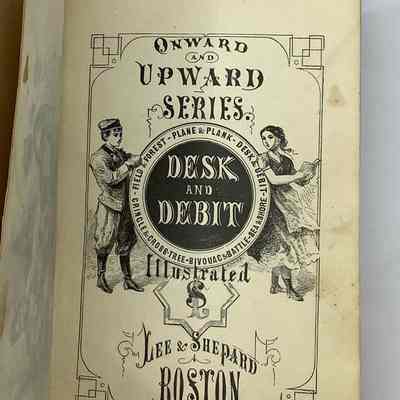 ONWARD
AND
UPWARD
SERIES.
FIELD & FOREST - PLANE & PLANK - DESK & DEBIT
CRINGLE & CROSS-TREE - BIVOUAC & BATTLE - SEA & SHORE
DESK
AND
DEBIT
Illustrated
LEE & SHEPARD
BOSTON